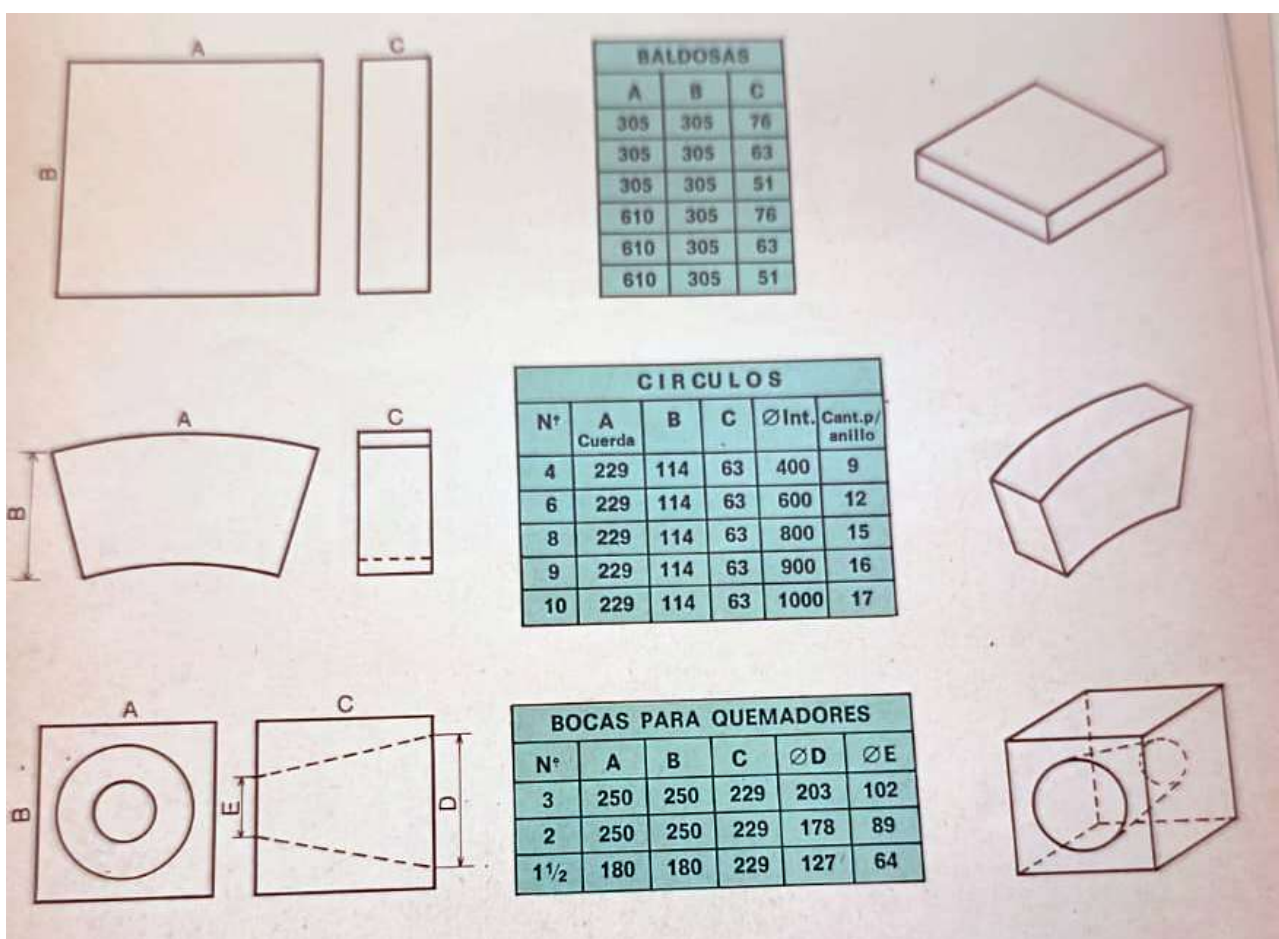 A C
B
BALDOSAS
A B C
305 305 76
305 305 63
305 305 51
610 305 76
610 305 63
610 305 51
A C
B
CIRCULOS
Nº A Cuerda B C ØInt. Cant.p/ anillo
4 229 114 63 400 9
6 229 114 63 600 12
8 229 114 63 800 15
9 229 114 63 900 16
10 229 114 63 1000 17
A C
B E D
BOCAS PARA QUEMADORES
Nº A B C ØD ØE
3 250 250 229 203 102
2 250 250 229 178 89
1½ 180 180 229 127 64